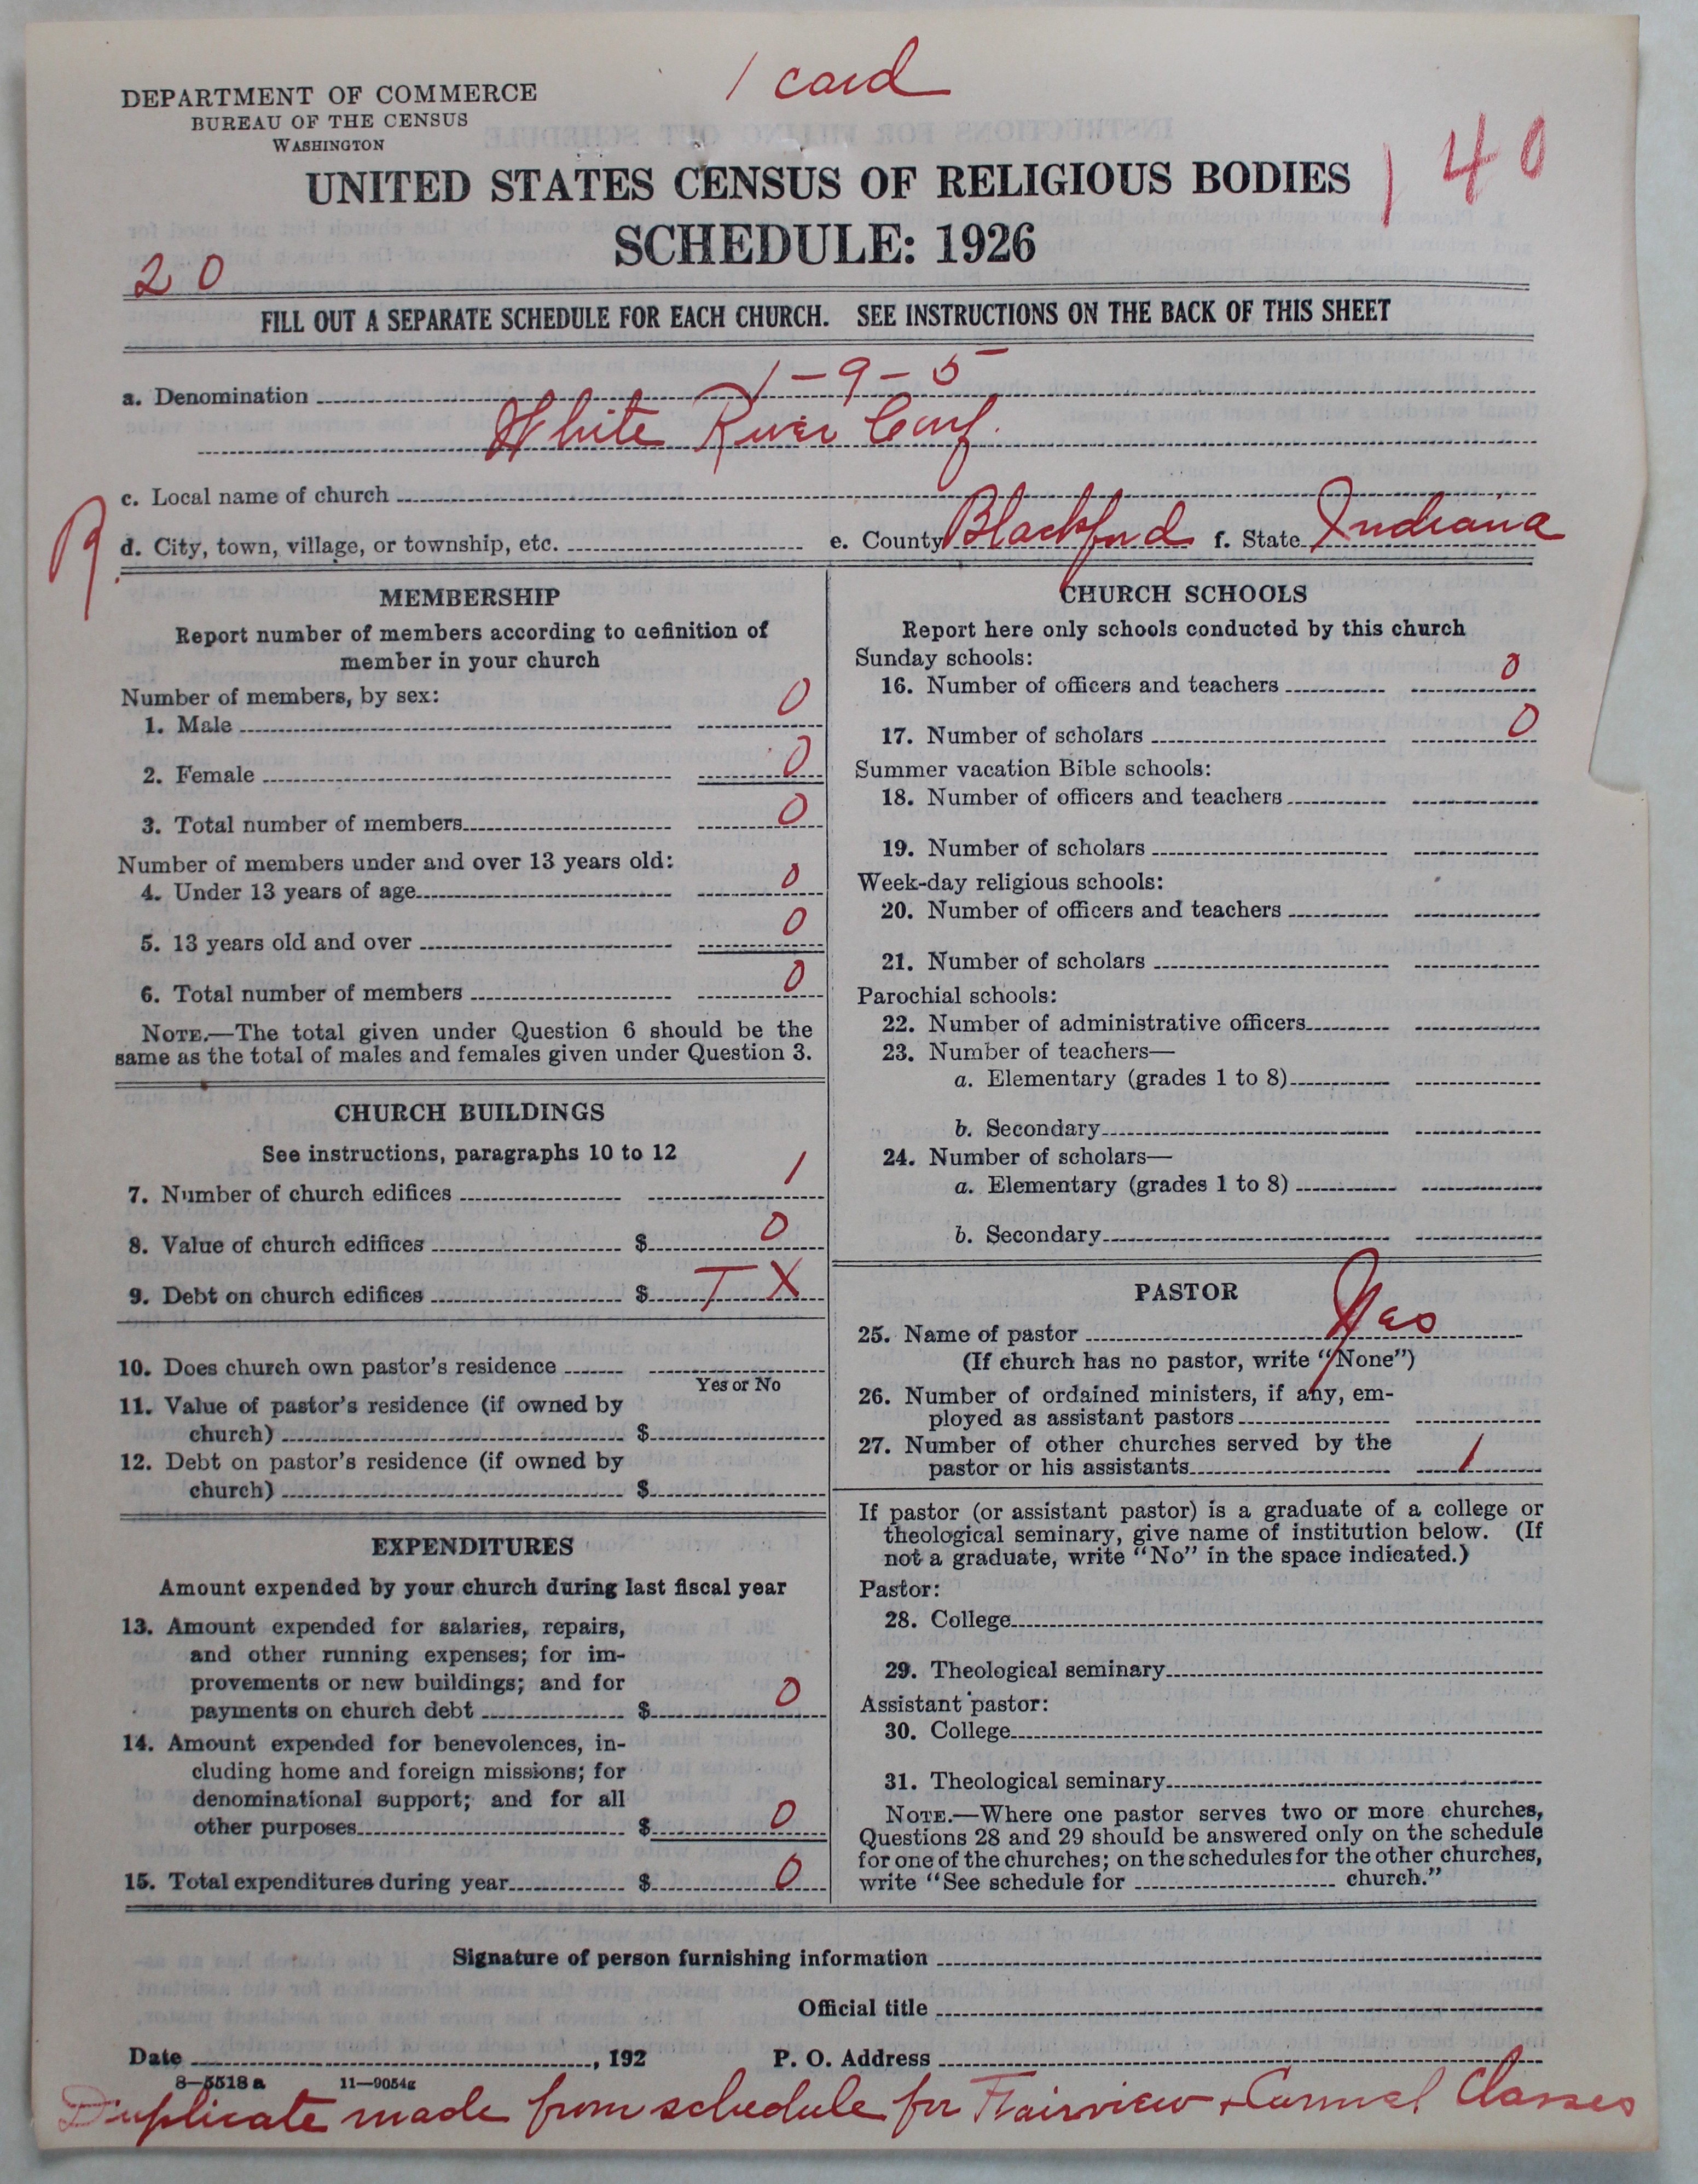 1 card
DEPARTMENT OF COMMERCE
BUREAU OF THE CENSUS
WASHINGTON
140
UNITED STATES CENSUS OF RELIGIOUS BODIES
SCHEDULE: 1926
20
FILL OUT A SEPARATE SCHEDULE FOR EACH CHURCH. SEE INSTRUCTIONS ON THE BACK OF THIS SHEET
a. Denomination 1-9-5
White River Conf.
c. Local name of church
R.
d. City, town, village, or township, etc. e. County Blackford f. State Indiana
MEMBERSHIP
Report number of members according to definition of
member in your church
Number of members, by sex:
1. Male 0
2. Female 0
3. Total number of members 0
Number of members under and over 13 years old:
4. Under 13 years of age 0
5. 13 years old and over 0
6. Total number of members 0
NOTE.—The total given under Question 6 should be the
same as the total of males and females given under Question 3.
CHURCH BUILDINGS
See instructions, paragraphs 10 to 12
7. Number of church edifices 1
8. Value of church edifices $ 0
9. Debt on church edifices $ T X
10. Does church own pastor's residence
Yes or No
11. Value of pastor's residence (if owned by
church) $
12. Debt on pastor's residence (if owned by
church) $
EXPENDITURES
Amount expended by your church during last fiscal year
13. Amount expended for salaries, repairs,
and other running expenses; for im-
provements or new buildings; and for
payments on church debt $ 0
14. Amount expended for benevolences, in-
cluding home and foreign missions; for
denominational support; and for all
other purposes $ 0
15. Total expenditures during year $ 0
CHURCH SCHOOLS
Report here only schools conducted by this church
Sunday schools:
16. Number of officers and teachers 0
17. Number of scholars 0
Summer vacation Bible schools:
18. Number of officers and teachers
19. Number of scholars
Week-day religious schools:
20. Number of officers and teachers
21. Number of scholars
Parochial schools:
22. Number of administrative officers
23. Number of teachers—
a. Elementary (grades 1 to 8)
b. Secondary
24. Number of scholars—
a. Elementary (grades 1 to 8)
b. Secondary
PASTOR
25. Name of pastor Yes
(If church has no pastor, write "None")
26. Number of ordained ministers, if any, em-
ployed as assistant pastors
27. Number of other churches served by the
pastor or his assistants 1
If pastor (or assistant pastor) is a graduate of a college or
theological seminary, give name of institution below. (If
not a graduate, write "No" in the space indicated.)
Pastor:
28. College
29. Theological seminary
Assistant pastor:
30. College
31. Theological seminary
NOTE.—Where one pastor serves two or more churches,
Questions 28 and 29 should be answered only on the schedule
for one of the churches; on the schedules for the other churches,
write "See schedule for church."
Signature of person furnishing information
Official title
Date , 192 P. O. Address
8—5518 a 11—9054g
Duplicate made from schedule for Fairview + Carmel Classes